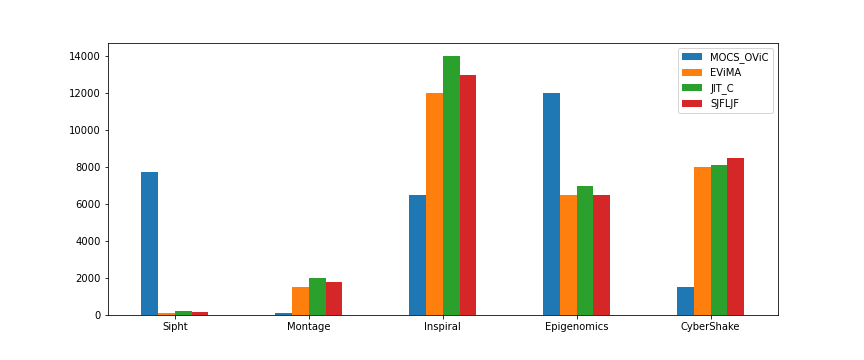 14000
12000
10000
8000
6000
4000
2000
0
MOCS_OViC
EViMA
JIT_C
SJFLJF
Sipht Montage Inspiral Epigenomics CyberShake